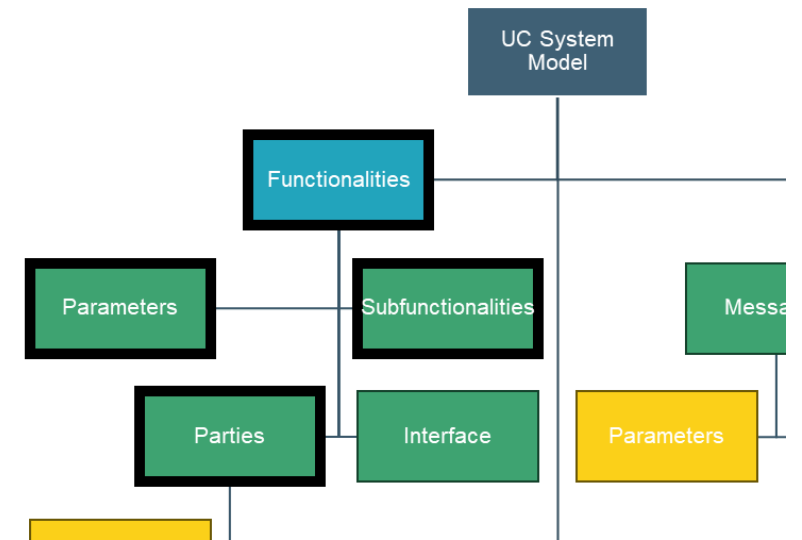 UC System
Model
Functionalities
Parameters
Subfunctionalities
Parties
Interface
Parameters